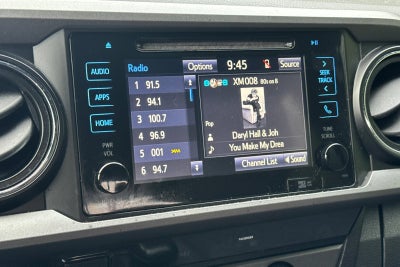 Radio Options 9:45
AUDIO
APPS
HOME
PWR
VOL
1 91.5
2 94.1
3 100.7
4 96.9
5 001
6 94.7
XM008 80s on 8
Source
Pop
Daryl Hall & Joh
You Make My Drea
Channel List Sound
SEEK
TRACK
TUNE
SCROLL